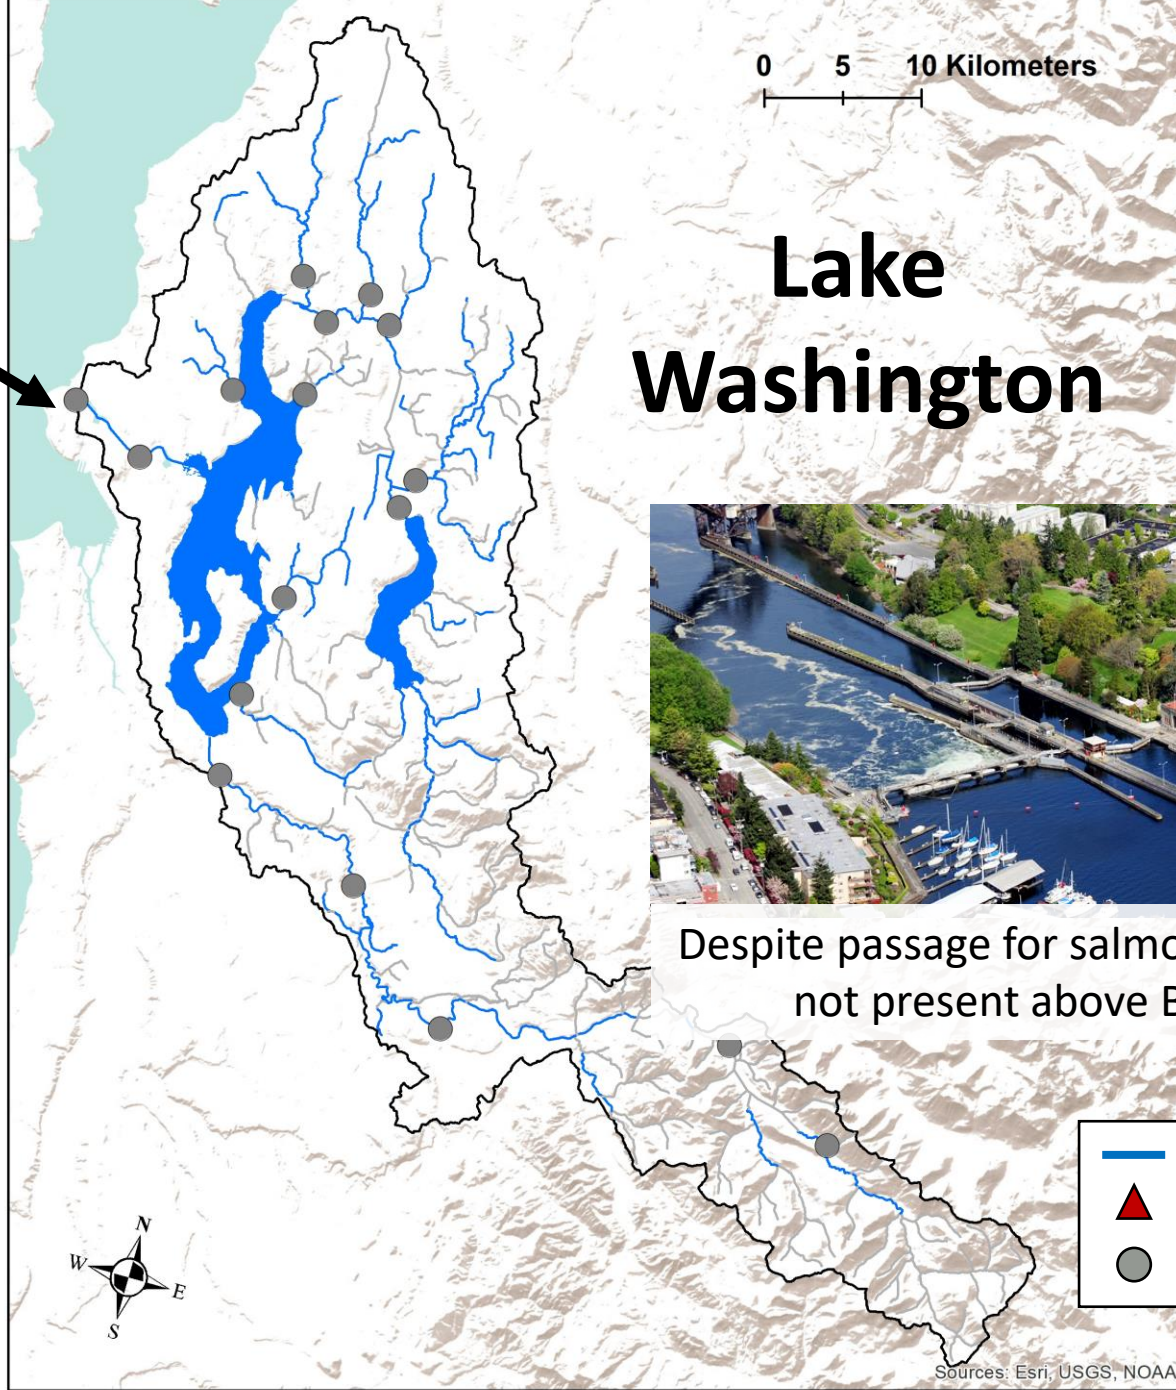 0 5 10 Kilometers
Lake
Washington
Despite passage for salmo
not present above
N
W
E
S
Sources: Esri, USGS, NOAA